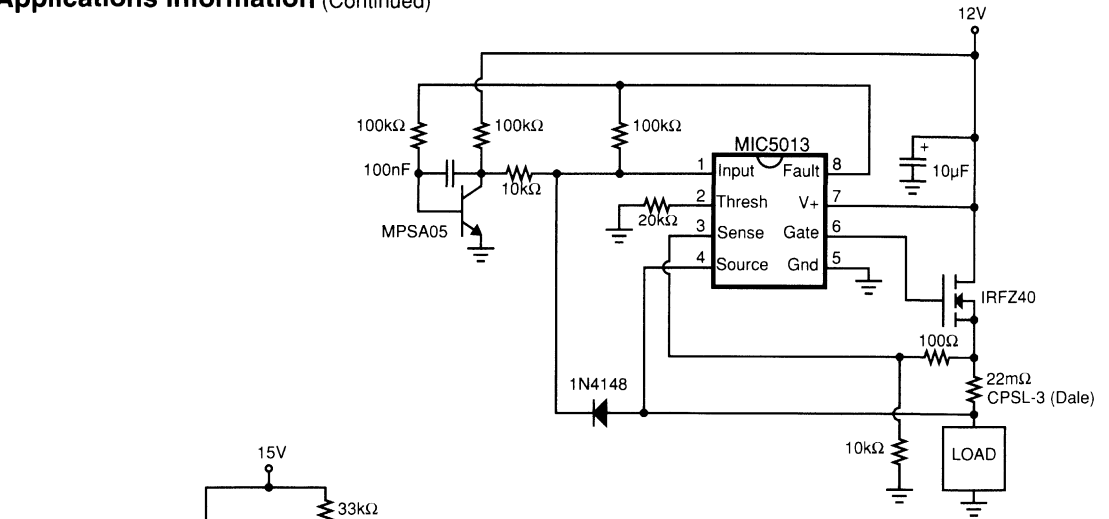 Applications Information (Continued)
12V
100kΩ
100kΩ
100kΩ
MIC5013
+
10µF
100nF
10kΩ
1 Input
Fault 8
2 Thresh
V+ 7
20kΩ
3 Sense
Gate 6
MPSA05
4 Source
Gnd 5
IRFZ40
100Ω
22mΩ
CPSL-3 (Dale)
1N4148
10kΩ
LOAD
15V
33kΩ